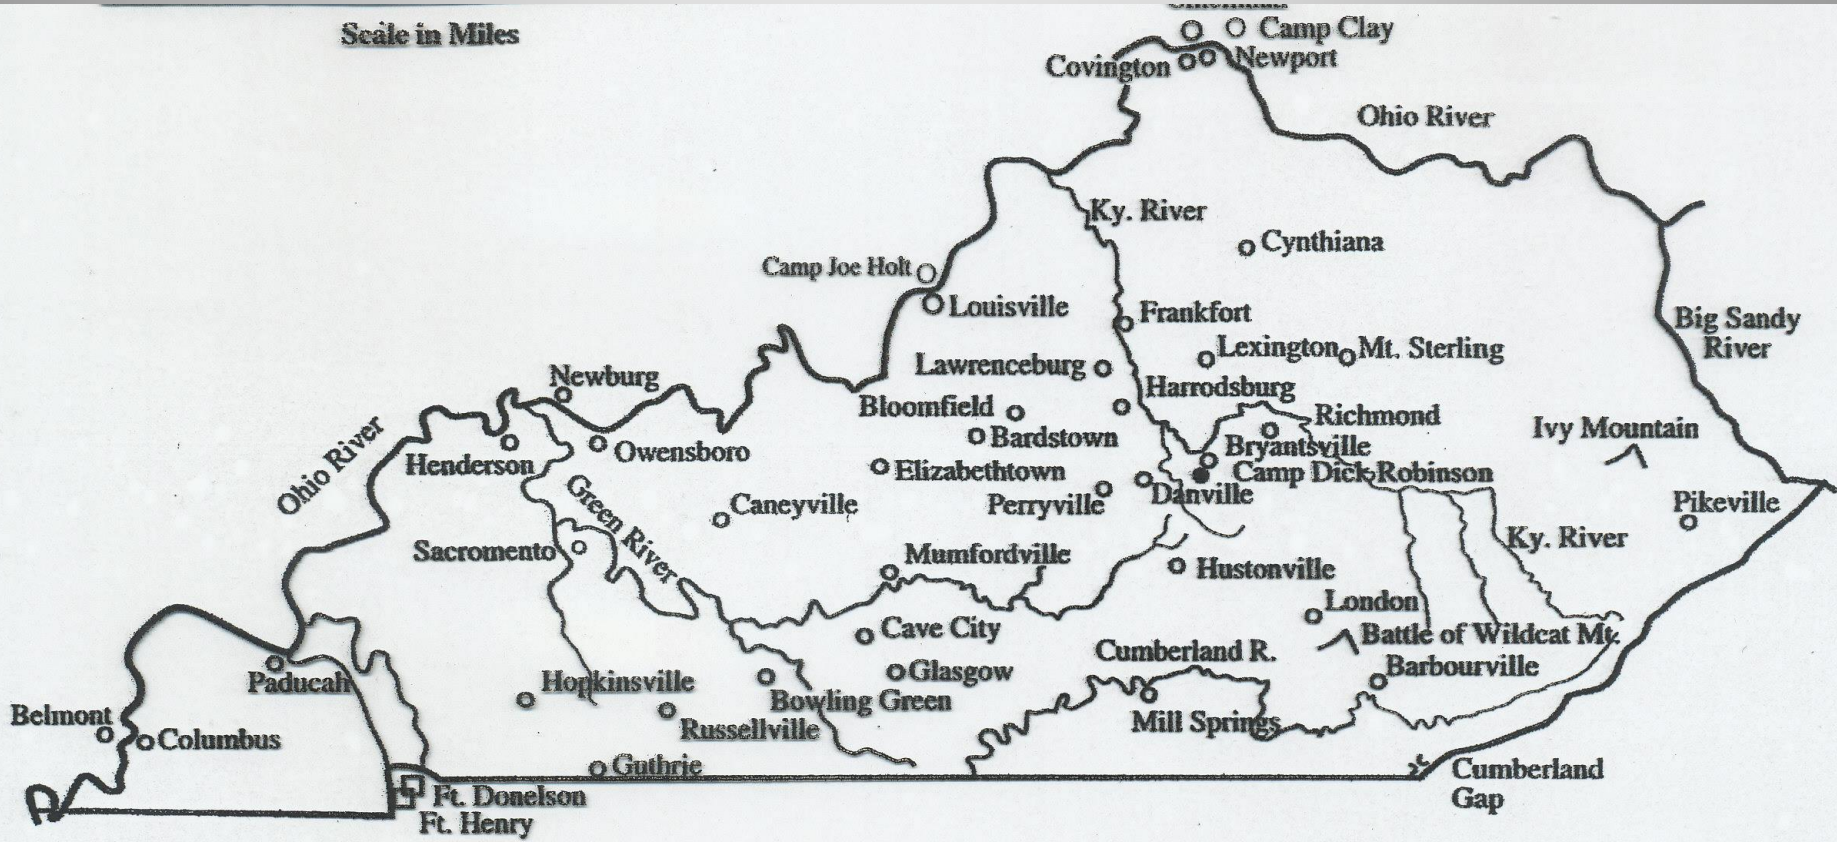 Scale in Miles
Camp Clay
Covington
Newport
Ohio River
Ky. River
Cynthiana
Camp Joe Holt
Louisville
Frankfort
Big Sandy
River
Lexington
Mt. Sterling
Lawrenceburg
Newburg
Harrodsburg
Bloomfield
Richmond
Ohio River
Ivy Mountain
Bardstown
Bryantsville
Owensboro
Henderson
Elizabethtown
Camp Dick Robinson
Green River
Danville
Perryville
Caneyville
Pikeville
Ky. River
Sacromento
Mumfordville
Hustonville
London
Cave City
Battle of Wildcat Mt.
Cumberland R.
Barbourville
Glasgow
Paducah
Hopkinsville
Bowling Green
Belmont
Mill Springs
Russellville
Columbus
Guthrie
Cumberland
Gap
Ft. Donelson
Ft. Henry